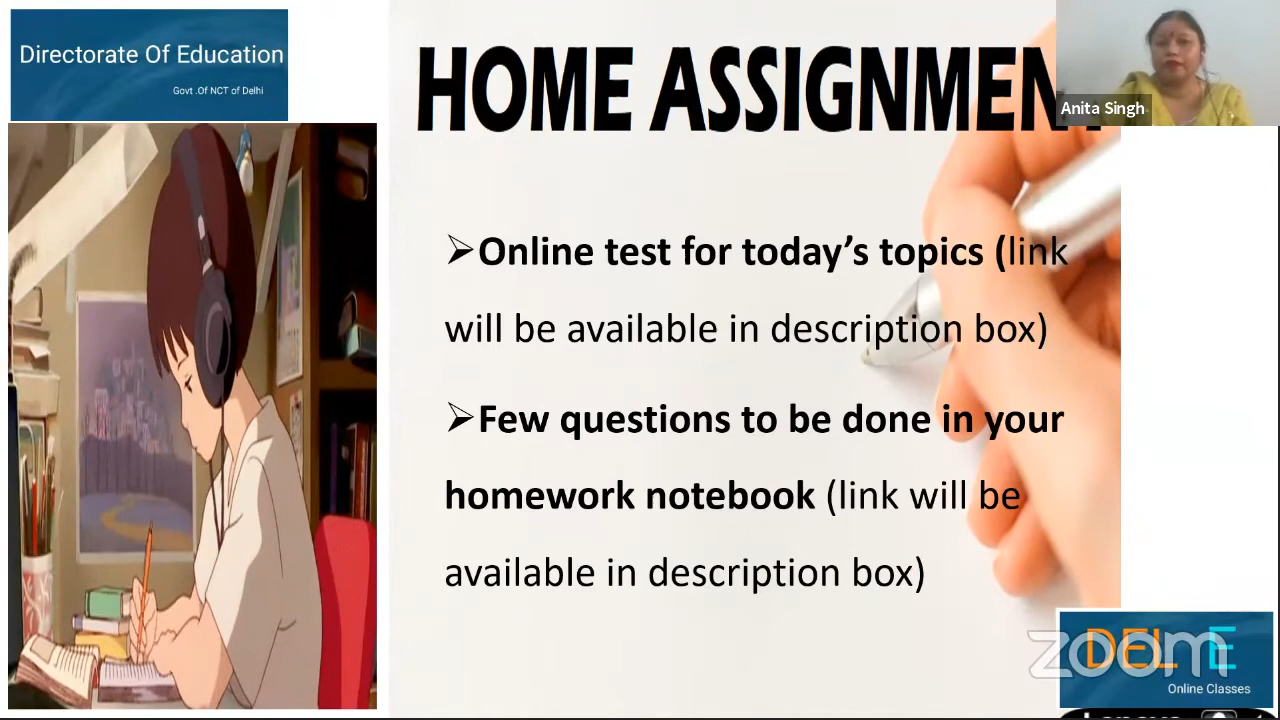 Directorate Of Education
Govt .Of NCT of Delhi
HOME ASSIGNMENT
Anita Singh
➢Online test for today’s topics (link
will be available in description box)
➢Few questions to be done in your
homework notebook (link will be
available in description box)
zoom
Online Classes